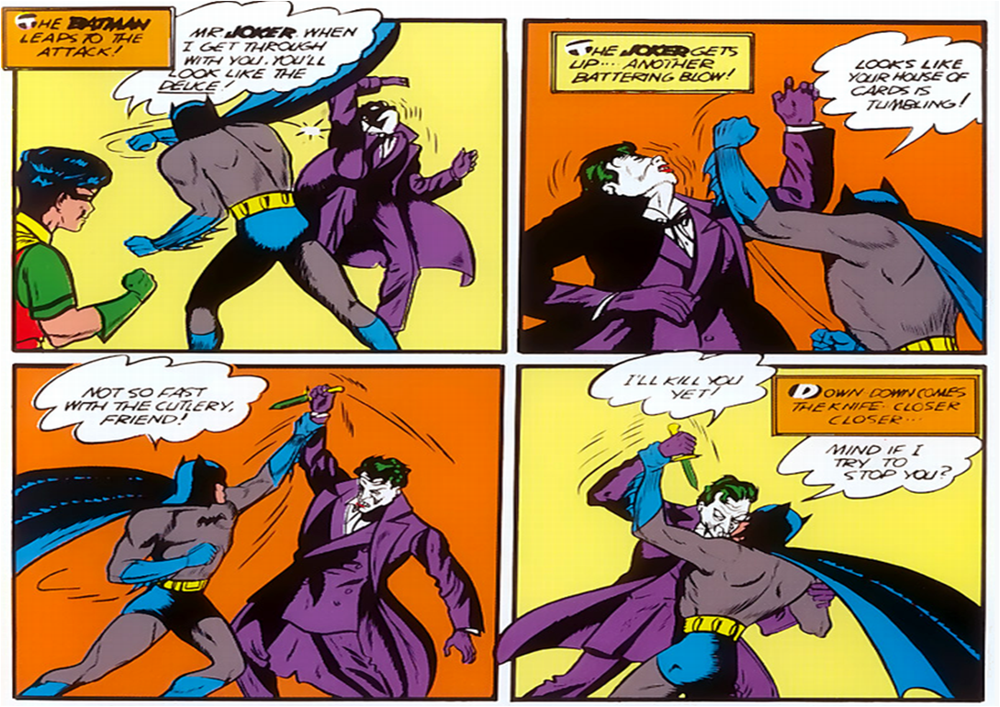 THE BATMAN
LEAPS TO THE
ATTACK!
MR. JOKER. WHEN
I GET THROUGH
WITH YOU. YOU'LL
LOOK LIKE THE
DEUCE!
THE JOKER GETS
UP.... ANOTHER
BATTERING BLOW!
LOOKS LIKE
YOUR HOUSE OF
CARDS IS
TUMBLING!
NOT SO FAST
WITH THE CUTLERY,
FRIEND!
I'LL KILL YOU
YET!
DOWN DOWN COMES
THE KNIFE. CLOSER
CLOSER...
MIND IF I
TRY TO
STOP YOU?